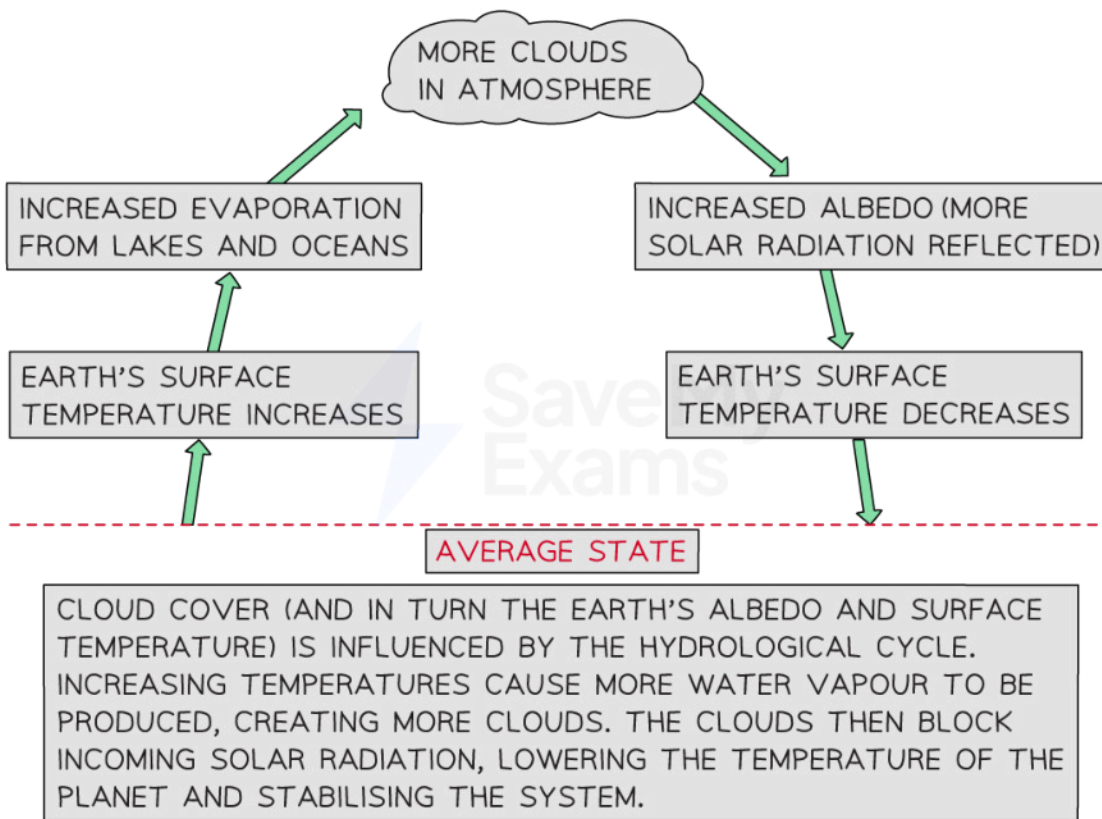 MORE CLOUDS
IN ATMOSPHERE
INCREASED EVAPORATION
FROM LAKES AND OCEANS
INCREASED ALBEDO (MORE
SOLAR RADIATION REFLECTED)
EARTH'S SURFACE
TEMPERATURE INCREASES
EARTH'S SURFACE
TEMPERATURE DECREASES
Save My
Exams
AVERAGE STATE
CLOUD COVER (AND IN TURN THE EARTH'S ALBEDO AND SURFACE
TEMPERATURE) IS INFLUENCED BY THE HYDROLOGICAL CYCLE.
INCREASING TEMPERATURES CAUSE MORE WATER VAPOUR TO BE
PRODUCED, CREATING MORE CLOUDS. THE CLOUDS THEN BLOCK
INCOMING SOLAR RADIATION, LOWERING THE TEMPERATURE OF THE
PLANET AND STABILISING THE SYSTEM.